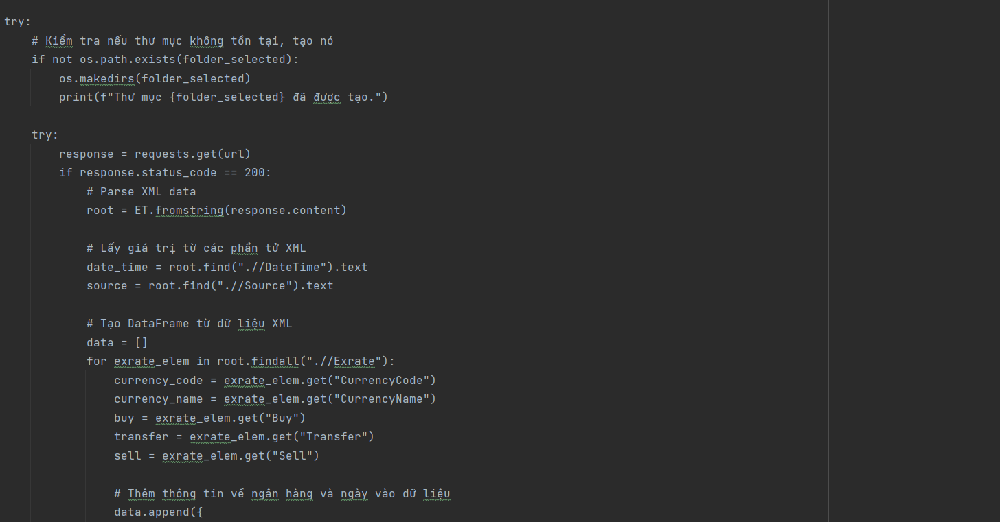 try:
    # Kiểm tra nếu thư mục không tồn tại, tạo nó
    if not os.path.exists(folder_selected):
        os.makedirs(folder_selected)
        print(f"Thư mục {folder_selected} đã được tạo.")

    try:
        response = requests.get(url)
        if response.status_code == 200:
            # Parse XML data
            root = ET.fromstring(response.content)

            # Lấy giá trị từ các phần tử XML
            date_time = root.find(".//DateTime").text
            source = root.find(".//Source").text

            # Tạo DataFrame từ dữ liệu XML
            data = []
            for exrate_elem in root.findall(".//Exrate"):
                currency_code = exrate_elem.get("CurrencyCode")
                currency_name = exrate_elem.get("CurrencyName")
                buy = exrate_elem.get("Buy")
                transfer = exrate_elem.get("Transfer")
                sell = exrate_elem.get("Sell")

                # Thêm thông tin về ngân hàng và ngày vào dữ liệu
                data.append({